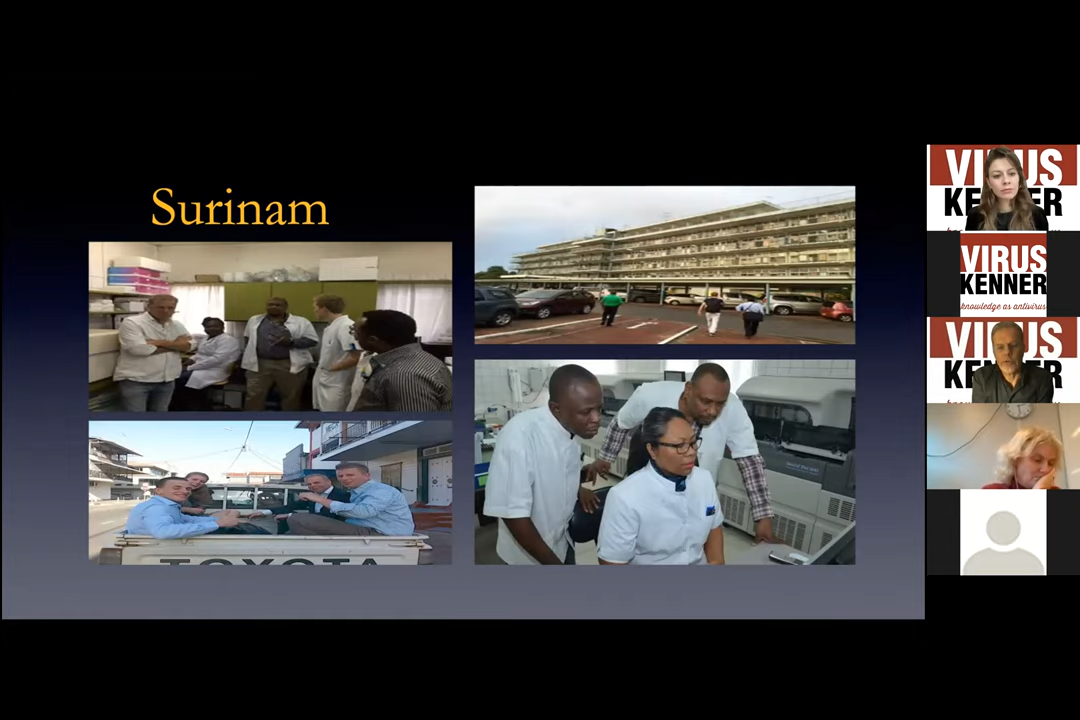 Surinam
TOYOTA
VIRUS
KENNER
VIRUS
KENNER
knowledge as antivirus
VIRUS
KENNER